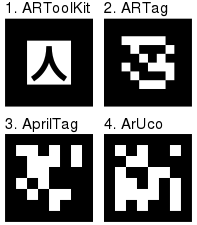 1. ARToolKit
2. ARTag
人
3. AprilTag
4. ArUco